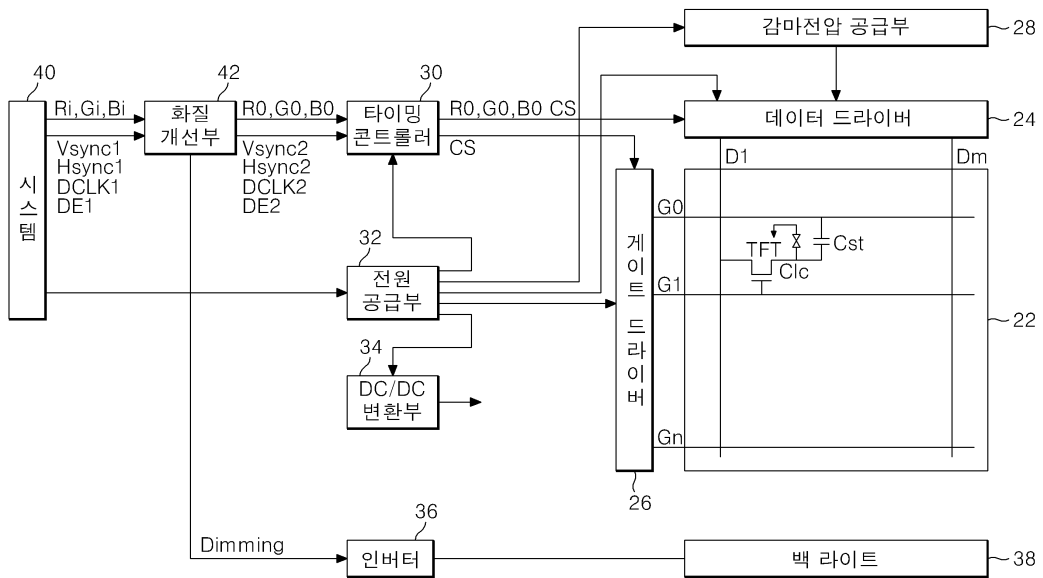 감마전압 공급부
28
40
42
30
Ri,Gi,Bi
화질
개선부
R0,G0,B0
타이밍
콘트롤러
R0,G0,B0 CS
데이터 드라이버
24
Vsync1
Hsync1
DCLK1
DE1
Vsync2
Hsync2
DCLK2
DE2
CS
D1
Dm
시스템
G0
TFT
Clc
Cst
32
전원
공급부
게이트 드라이버
G1
22
34
DC/DC
변환부
Gn
26
36
Dimming
인버터
백 라이트
38